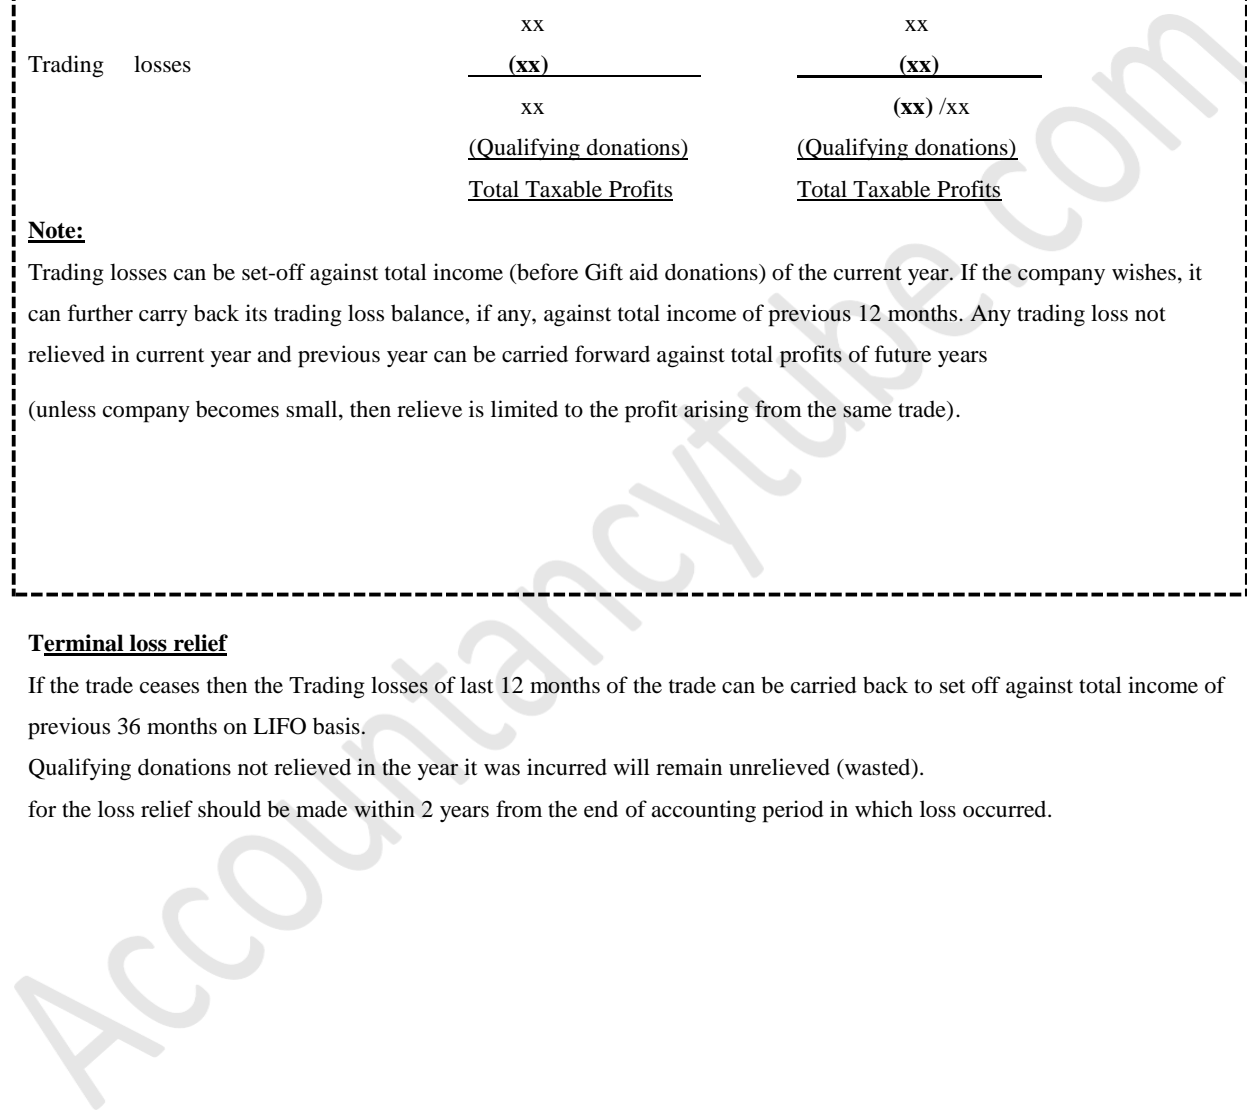 xx xx
Trading losses (xx) (xx)
xx (xx) /xx
(Qualifying donations) (Qualifying donations)
Total Taxable Profits Total Taxable Profits
Note:
Trading losses can be set-off against total income (before Gift aid donations) of the current year. If the company wishes, it
can further carry back its trading loss balance, if any, against total income of previous 12 months. Any trading loss not
relieved in current year and previous year can be carried forward against total profits of future years
(unless company becomes small, then relieve is limited to the profit arising from the same trade).
Terminal loss relief
If the trade ceases then the Trading losses of last 12 months of the trade can be carried back to set off against total income of
previous 36 months on LIFO basis.
Qualifying donations not relieved in the year it was incurred will remain unrelieved (wasted).
for the loss relief should be made within 2 years from the end of accounting period in which loss occurred.
Accountancytube.com